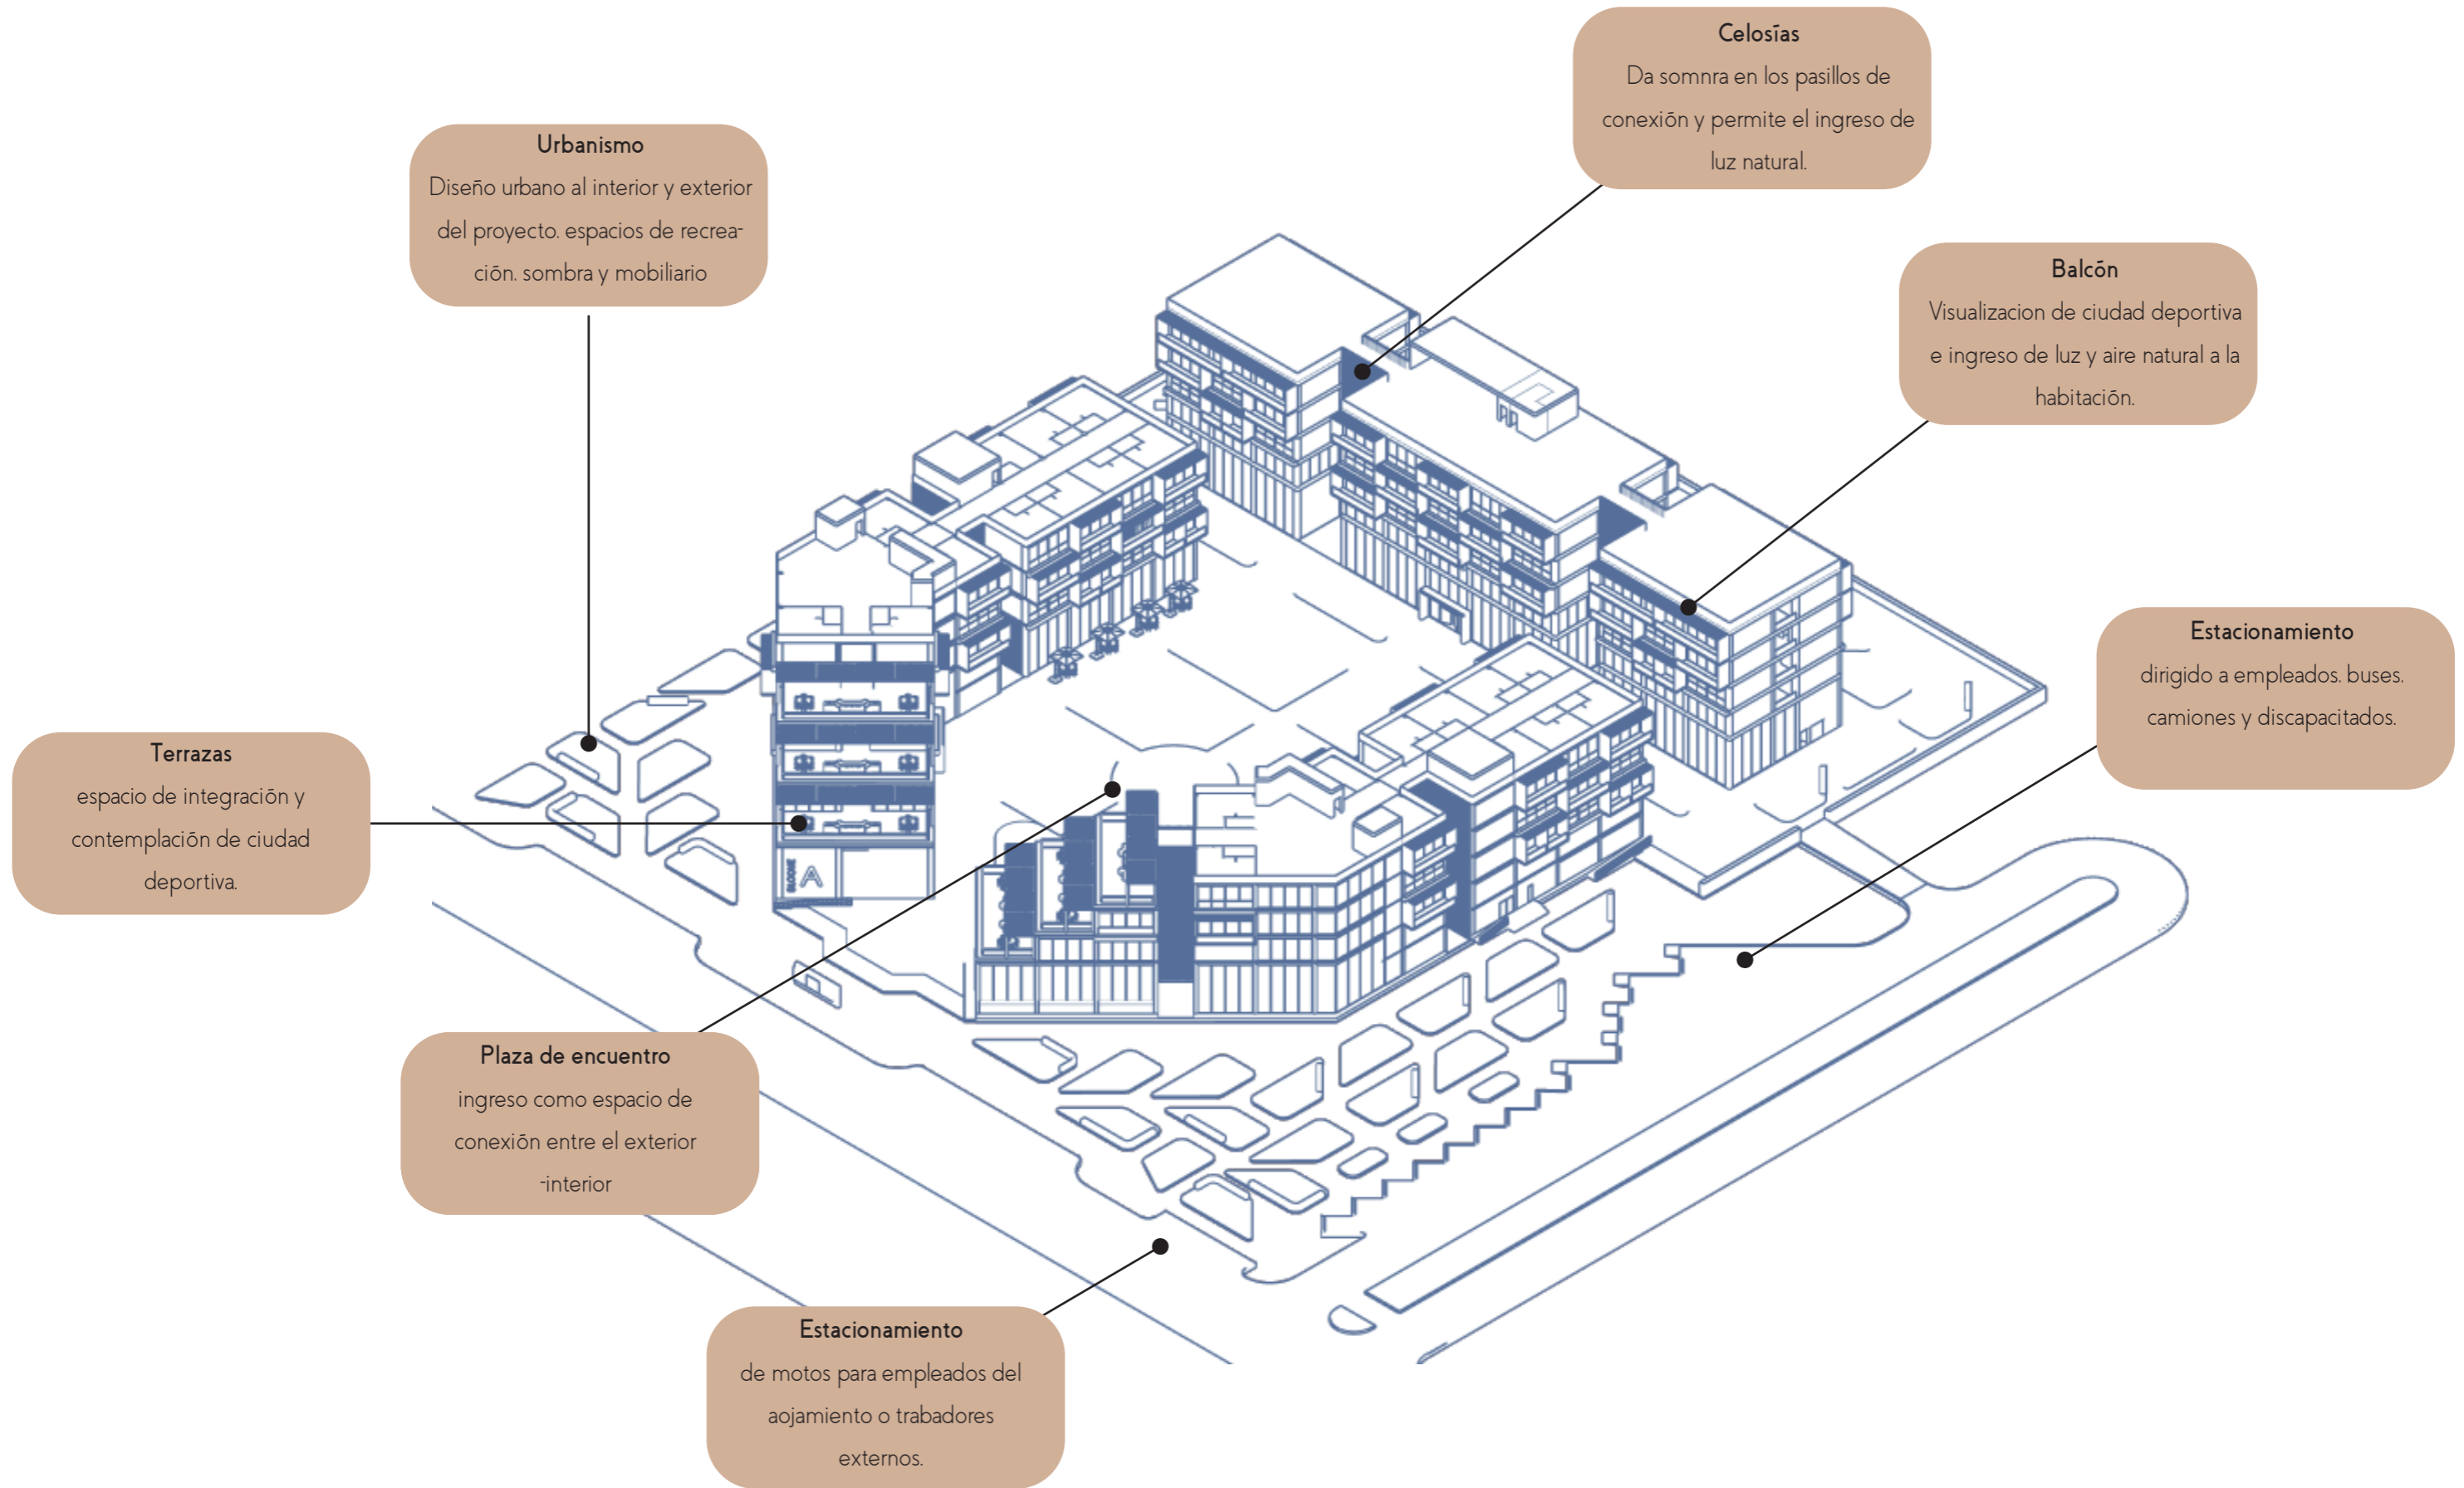 Celosías
Da somnra en los pasillos de
conexión y permite el ingreso de
luz natural.
Urbanismo
Diseño urbano al interior y exterior
del proyecto. espacios de recrea-
ción. sombra y mobiliario
Balcón
Visualizacion de ciudad deportiva
e ingreso de luz y aire natural a la
habitación.
Estacionamiento
dirigido a empleados. buses.
camiones y discapacitados.
Terrazas
espacio de integración y
contemplación de ciudad
deportiva.
BLOQUE
A
Plaza de encuentro
ingreso como espacio de
conexión entre el exterior
-interior
Estacionamiento
de motos para empleados del
aojamiento o trabadores
externos.